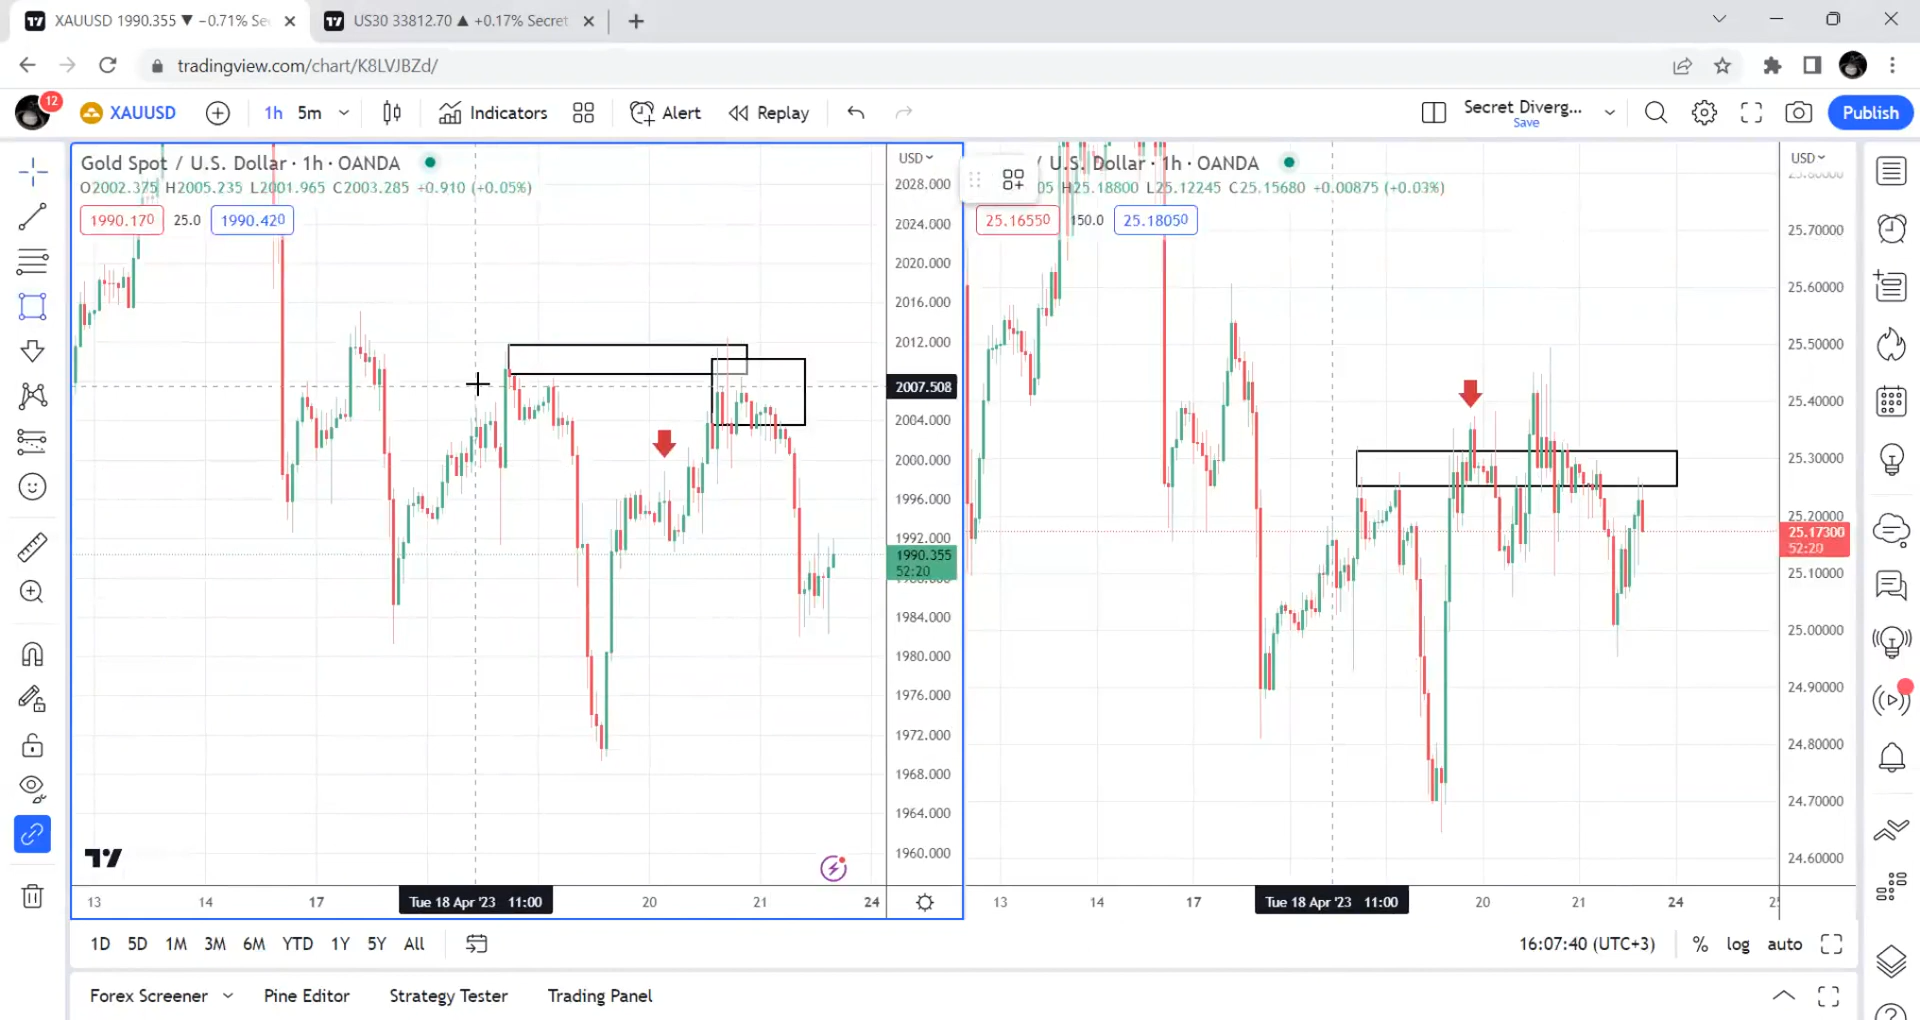 XAUUSD 1990.355 ▼ −0.71% Se
US30 33812.70 ▲ +0.17% Secret
tradingview.com/chart/K8LVJBZd/
12
XAUUSD
1h
5m
Indicators
Alert
Replay
Secret Diverg...
Save
Publish
Gold Spot / U.S. Dollar · 1h · OANDA
O2002.375 H2005.235 L2001.965 C2003.285 +0.910 (+0.05%)
1990.170
25.0
1990.420
USD
2028.000
2024.000
2020.000
2016.000
2012.000
2007.508
2004.000
2000.000
1996.000
1992.000
1990.355
52:20
1984.000
1980.000
1976.000
1972.000
1968.000
1964.000
1960.000
13
14
17
Tue 18 Apr '23 11:00
20
21
24
/ U.S. Dollar · 1h · OANDA
05 H25.18800 L25.12245 C25.15680 +0.00875 (+0.03%)
25.16550
150.0
25.18050
USD
25.80000
25.70000
25.60000
25.50000
25.40000
25.30000
25.20000
25.17300
52:20
25.10000
25.00000
24.90000
24.80000
24.70000
24.60000
13
14
17
Tue 18 Apr '23 11:00
20
21
24
1D 5D 1M 3M 6M YTD 1Y 5Y All
16:07:40 (UTC+3)
%
log
auto
Forex Screener
Pine Editor
Strategy Tester
Trading Panel